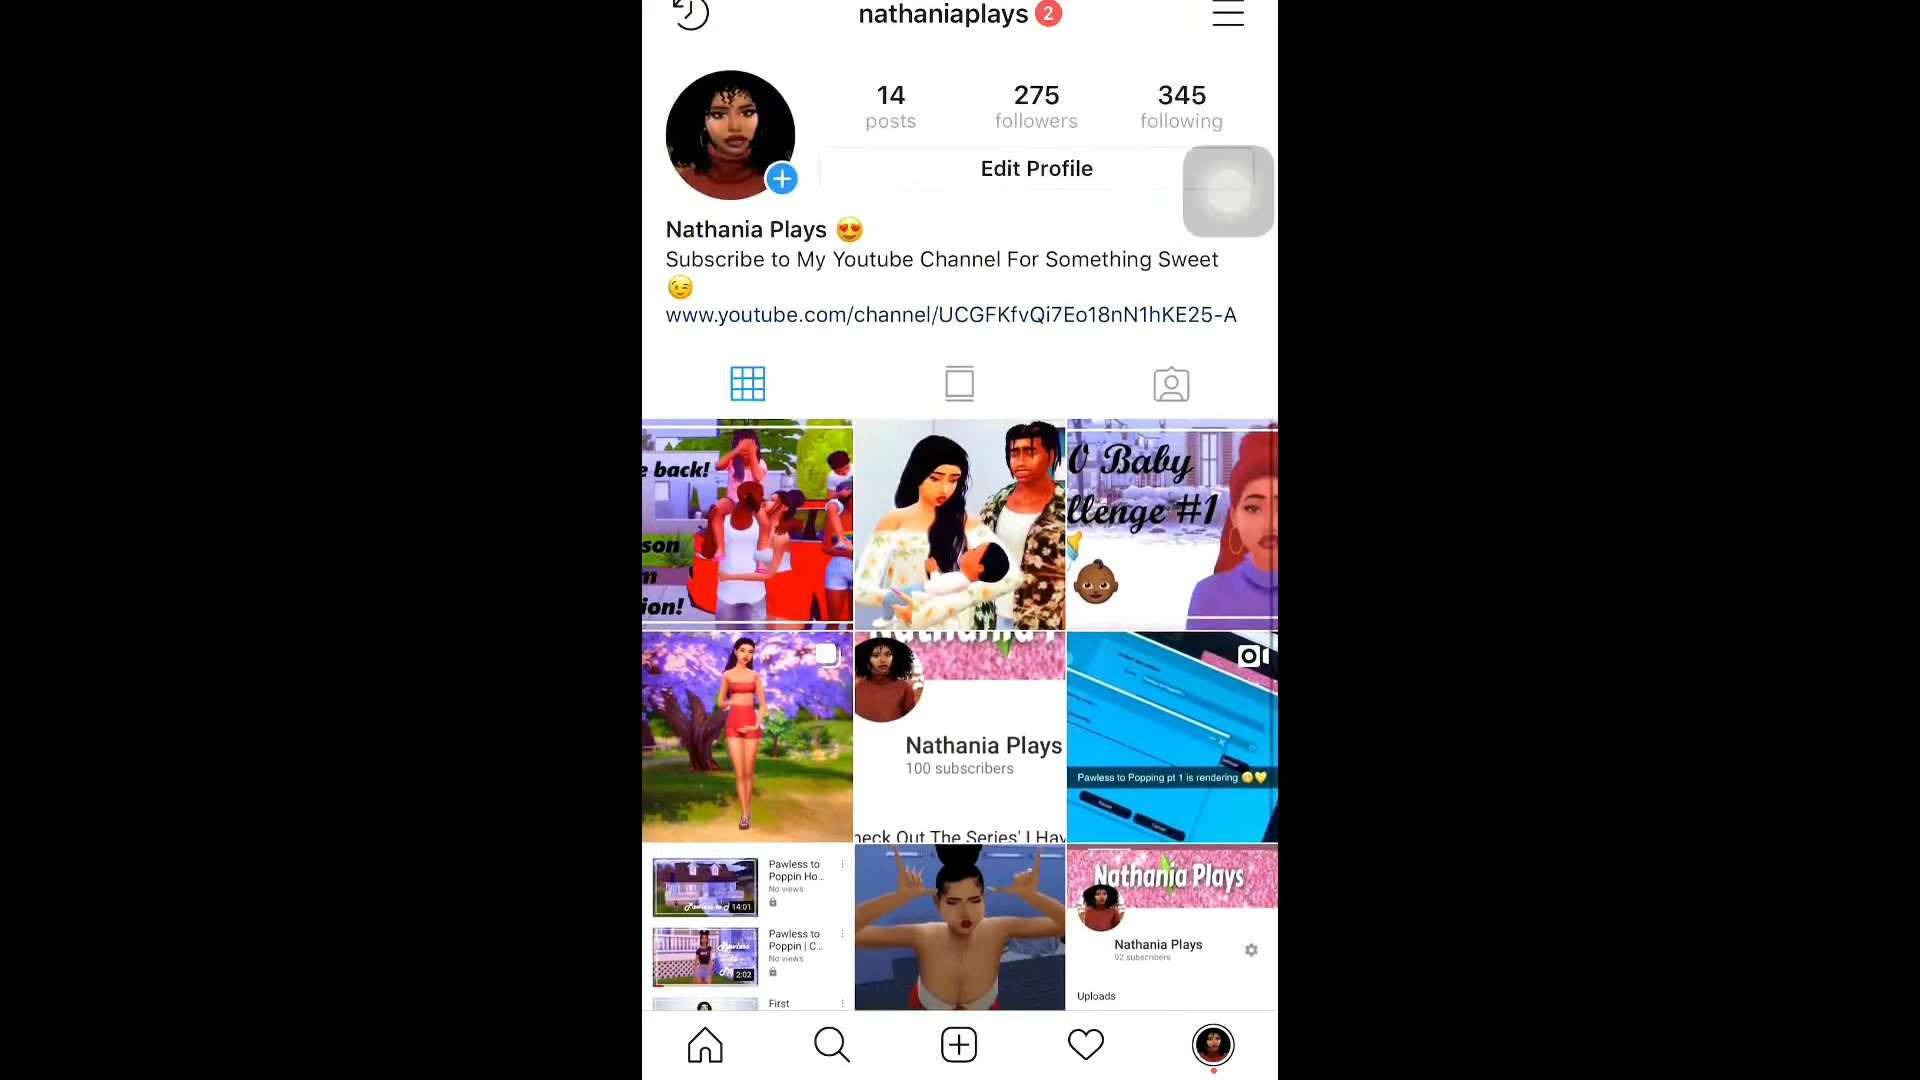 nathaniaplays 2
14 275 345
posts followers following
Edit Profile
Nathania Plays 😍
Subscribe to My Youtube Channel For Something Sweet
😉
www.youtube.com/channel/UCGFKfvQi7Eo18nN1hKE25-A
e back!
son
m
ion!
0 Baby
llenge #1
Nathania P
Nathania Plays
100 subscribers
heck Out The Series' I Hav
Pawless to Popping pt 1 is rendering
Pawless to
Poppin Ho...
No views
14:01
Pawless to
Poppin | C...
No views
2:02
First
Nathania Plays
Nathania Plays
92 subscribers
Uploads